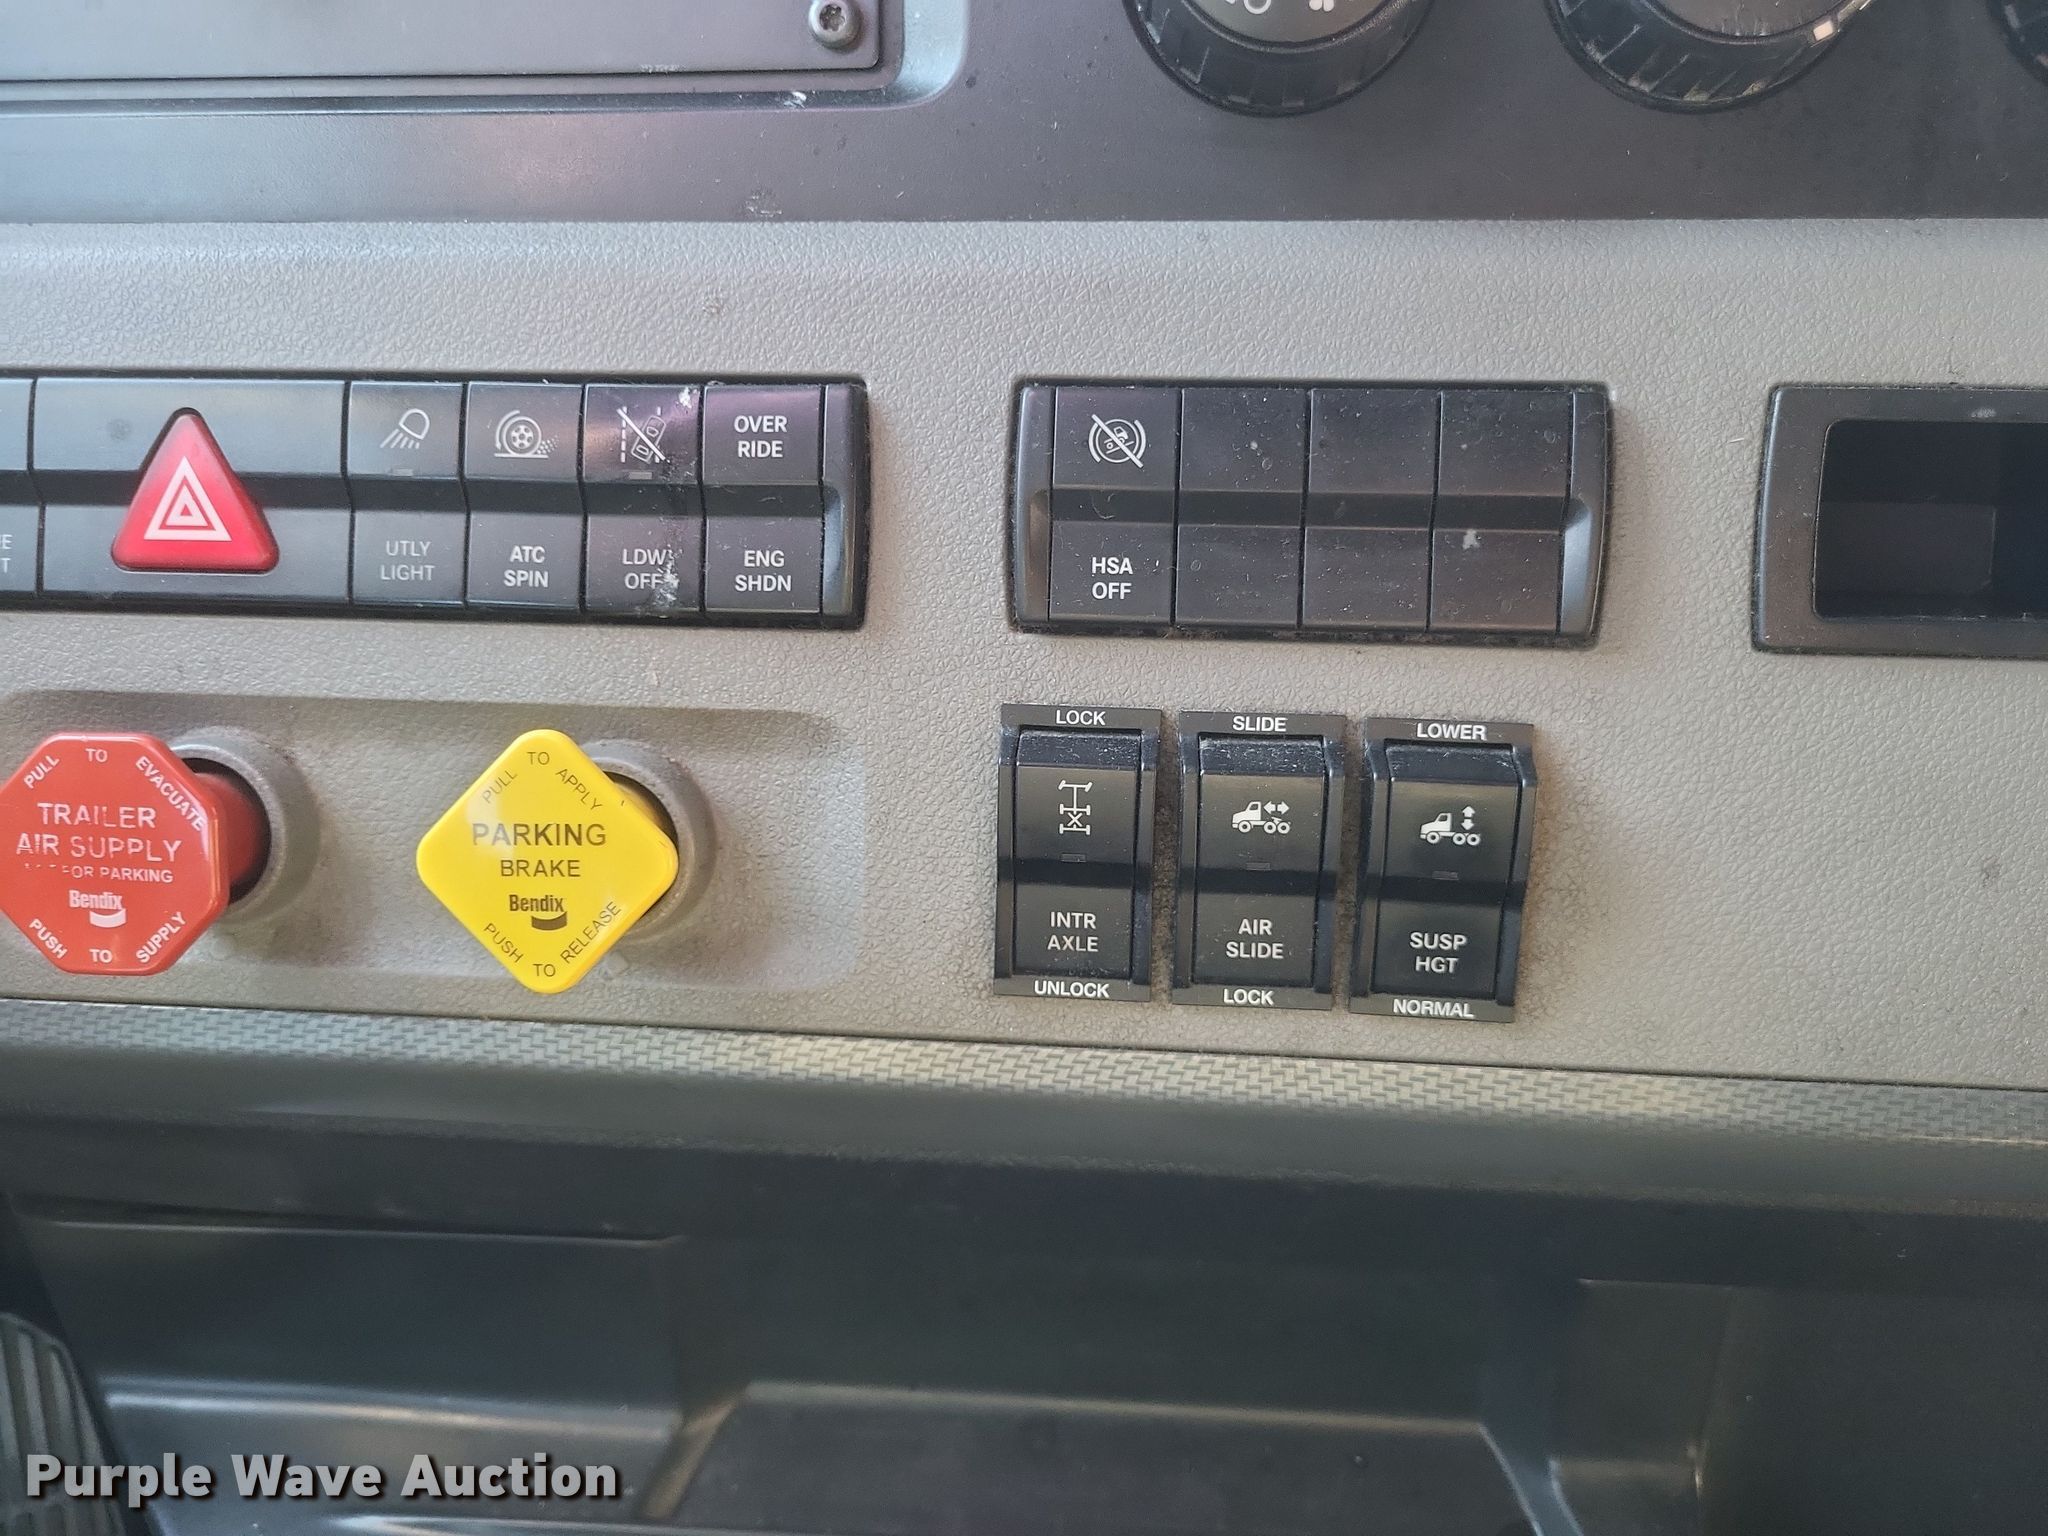 OVER
RIDE
UTLY
LIGHT
ATC
SPIN
LDW
OFF
ENG
SHDN
HSA
OFF
PULL TO EVACUATE
TRAILER
AIR SUPPLY
FOR PARKING
Bendix
PUSH TO SUPPLY
PULL TO APPLY
PARKING
BRAKE
Bendix
PUSH TO RELEASE
LOCK
INTR
AXLE
UNLOCK
SLIDE
AIR
SLIDE
LOCK
LOWER
SUSP
HGT
NORMAL
Purple Wave Auction